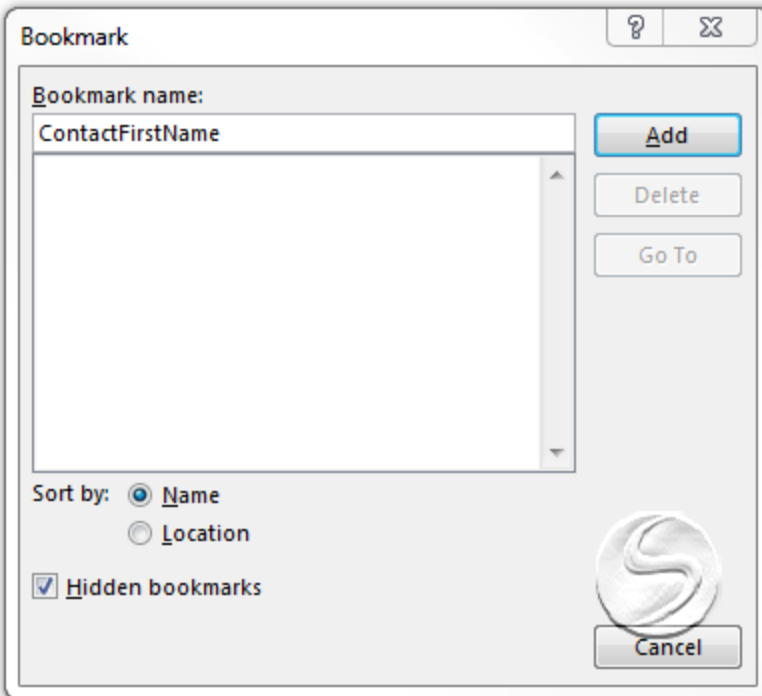 Bookmark
Bookmark name:
ContactFirstName
Add
Delete
Go To
Sort by:
Name
Location
Hidden bookmarks
Cancel